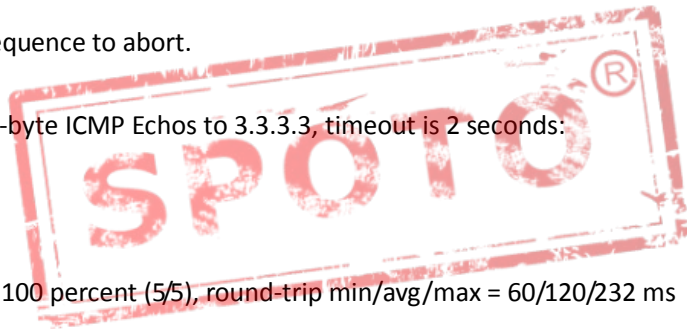 equence to abort.
-byte ICMP Echos to 3.3.3.3, timeout is 2 seconds:
SPOTO®
100 percent (5/5), round-trip min/avg/max = 60/120/232 ms